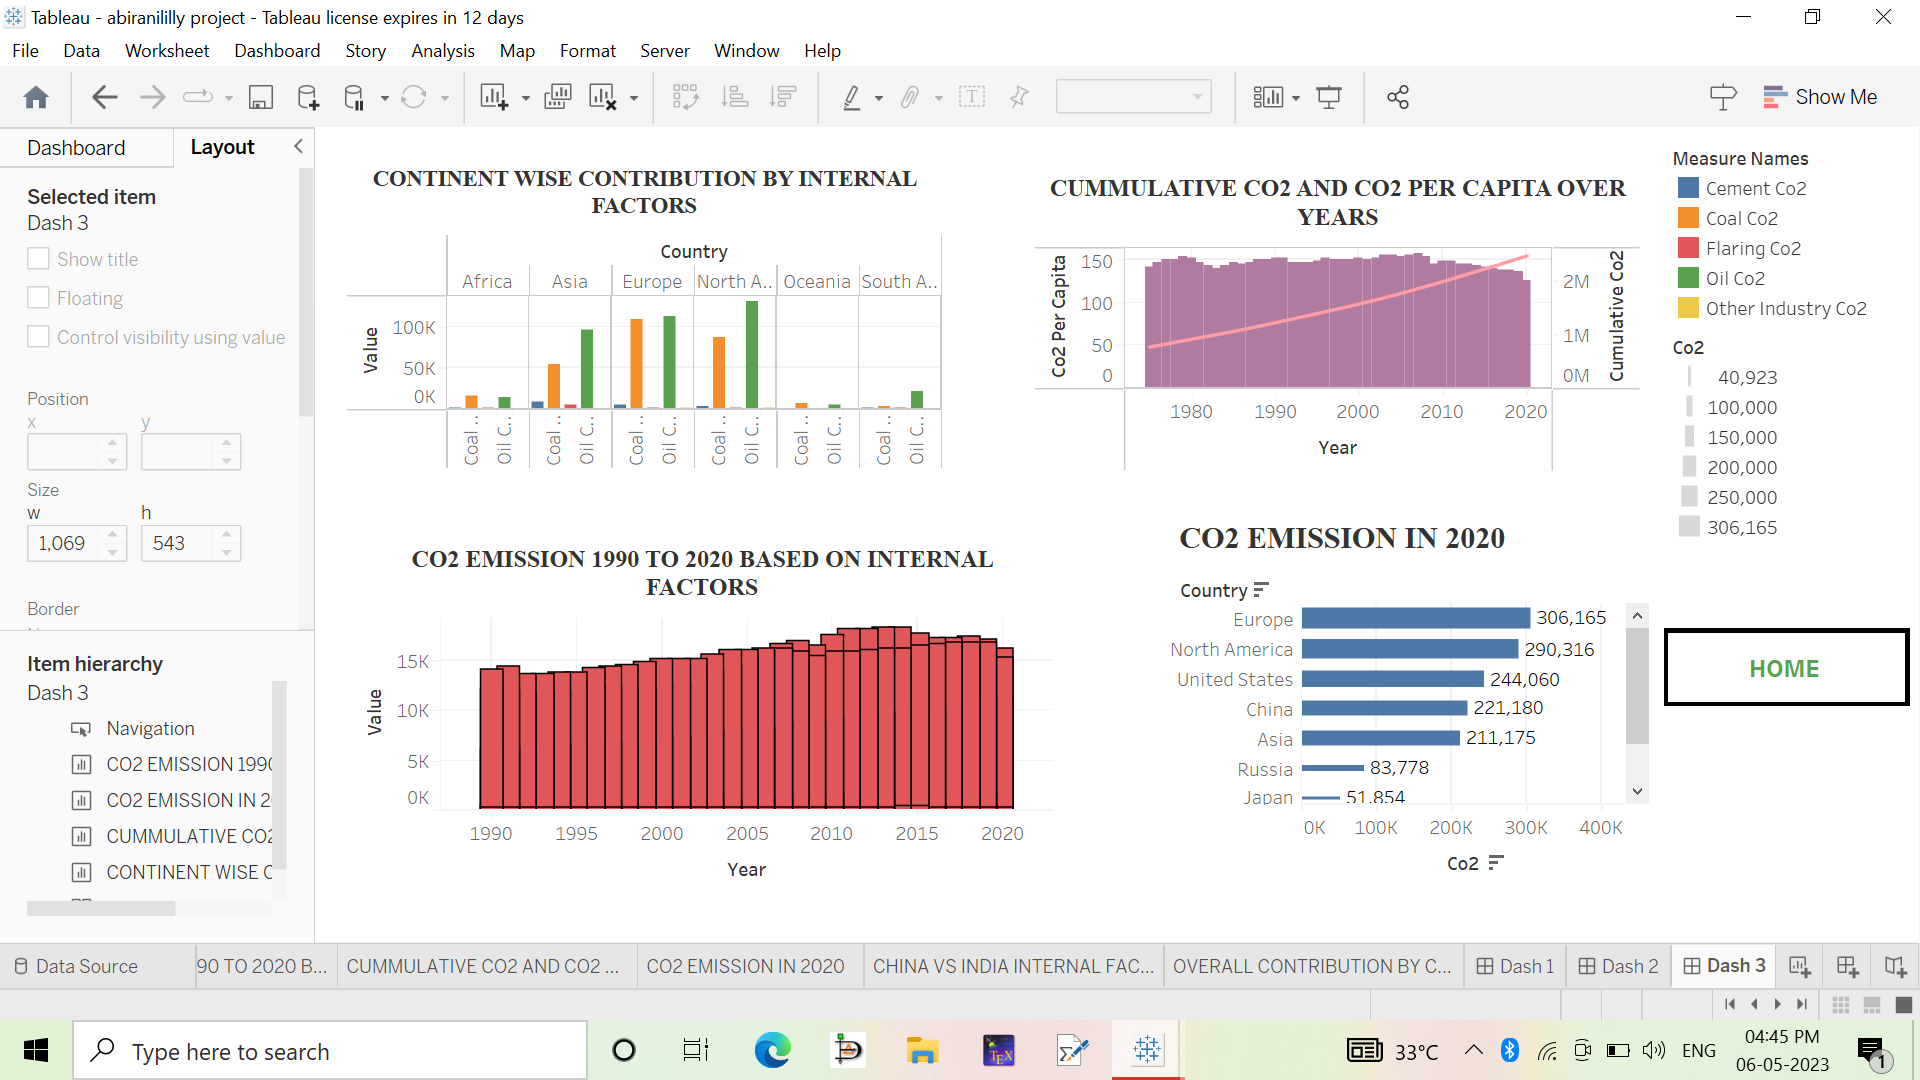 Tableau - abiranililly project - Tableau license expires in 12 days
File Data Worksheet Dashboard Story Analysis Map Format Server Window Help
Show Me
Dashboard Layout
Selected item
Dash 3
Show title
Floating
Control visibility using value
Position
x y
Size
w h
1,069 543
Border
Item hierarchy
Dash 3
Navigation
CO2 EMISSION 1990
CO2 EMISSION IN 2
CUMMULATIVE CO2
CONTINENT WISE C
CONTINENT WISE CONTRIBUTION BY INTERNAL
FACTORS
Country
Africa Asia Europe North A.. Oceania South A..
Value
100K
50K
0K
Coal .. Oil C.. Coal .. Oil C.. Coal .. Oil C.. Coal .. Oil C.. Coal .. Oil C.. Coal .. Oil C..
CUMMULATIVE CO2 AND CO2 PER CAPITA OVER
YEARS
Co2 Per Capita
150
100
50
0
Cumulative Co2
2M
1M
0M
1980 1990 2000 2010 2020
Year
Measure Names
Cement Co2
Coal Co2
Flaring Co2
Oil Co2
Other Industry Co2
Co2
40,923
100,000
150,000
200,000
250,000
306,165
CO2 EMISSION 1990 TO 2020 BASED ON INTERNAL
FACTORS
Value
15K
10K
5K
0K
1990 1995 2000 2005 2010 2015 2020
Year
CO2 EMISSION IN 2020
Country
Europe 306,165
North America 290,316
United States 244,060
China 221,180
Asia 211,175
Russia 83,778
Japan 51,854
0K 100K 200K 300K 400K
Co2
HOME
Data Source 90 TO 2020 B... CUMMULATIVE CO2 AND CO2 ... CO2 EMISSION IN 2020 CHINA VS INDIA INTERNAL FAC... OVERALL CONTRIBUTION BY C... Dash 1 Dash 2 Dash 3
Type here to search
TEX
33°C
ENG
04:45 PM
06-05-2023
1